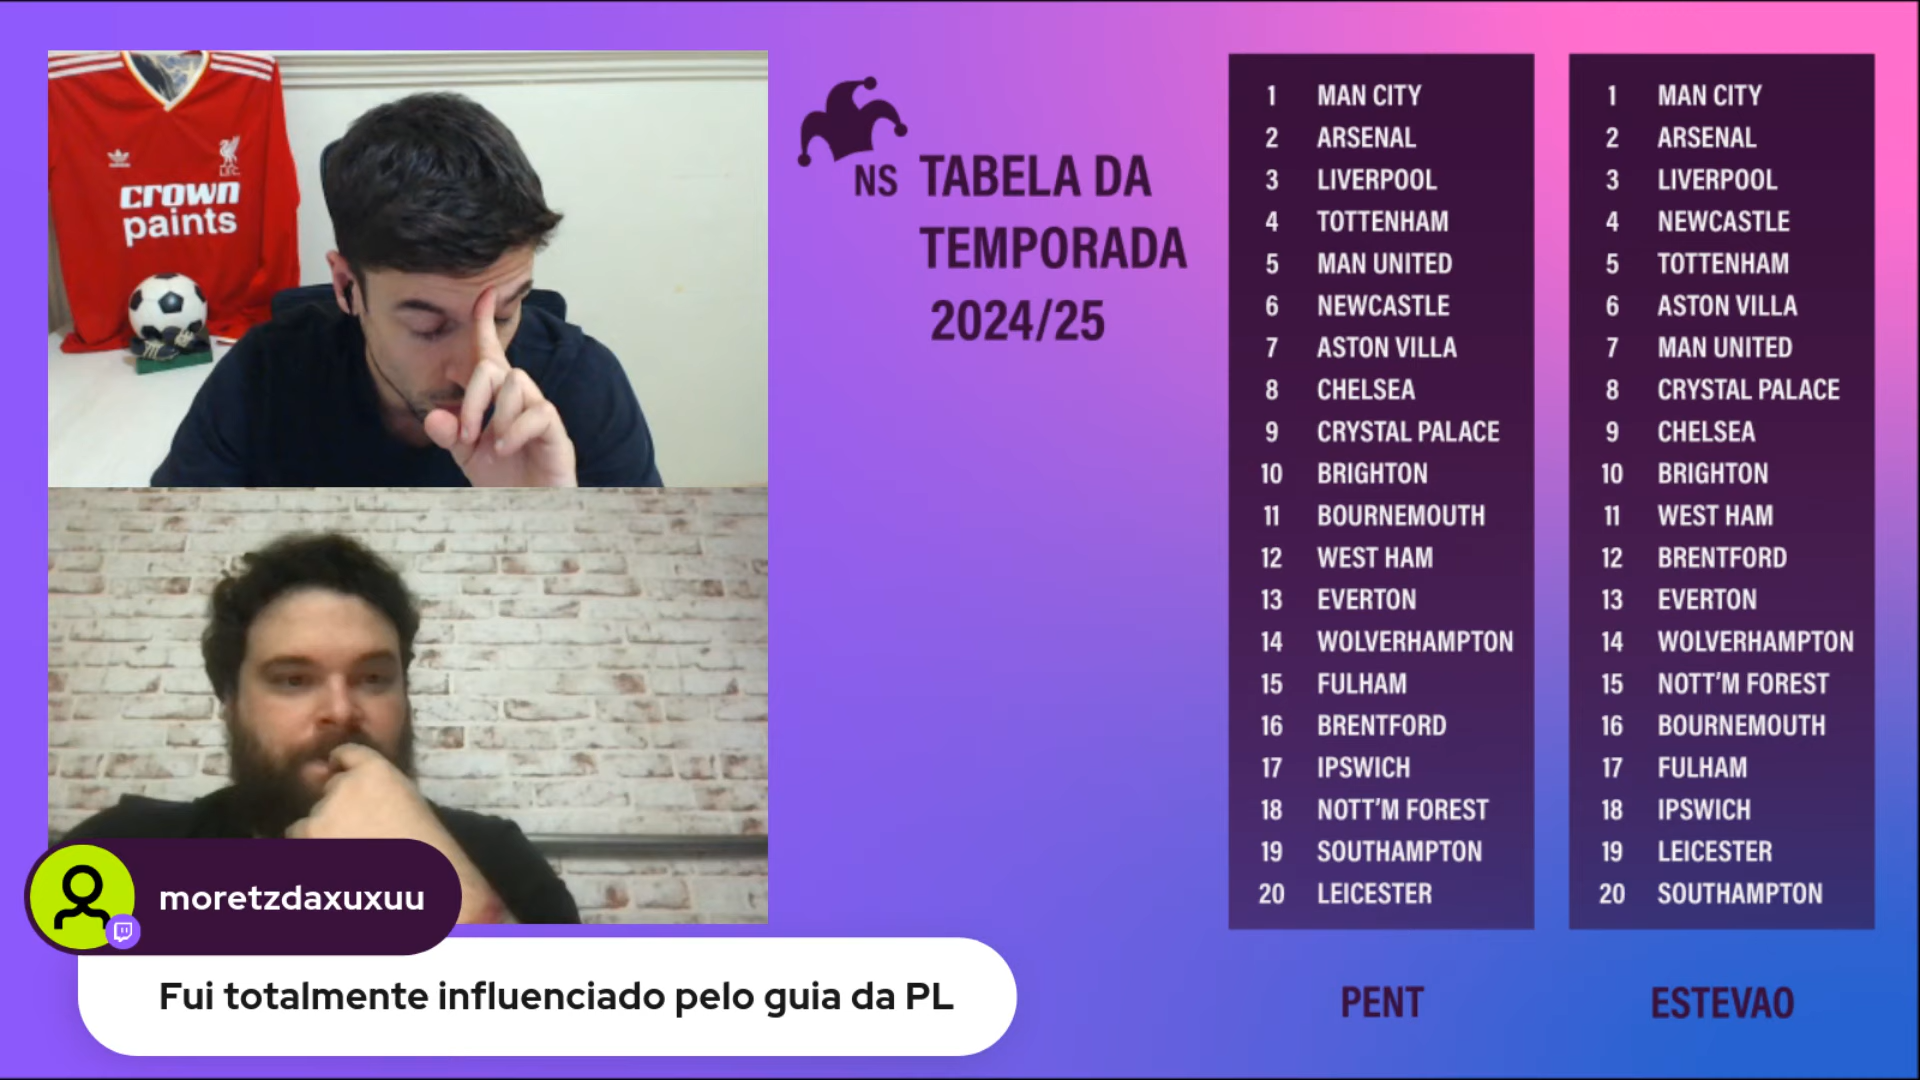 crown
paints
L.F.C.
NS TABELA DA
TEMPORADA
2024/25
1 MAN CITY
2 ARSENAL
3 LIVERPOOL
4 TOTTENHAM
5 MAN UNITED
6 NEWCASTLE
7 ASTON VILLA
8 CHELSEA
9 CRYSTAL PALACE
10 BRIGHTON
11 BOURNEMOUTH
12 WEST HAM
13 EVERTON
14 WOLVERHAMPTON
15 FULHAM
16 BRENTFORD
17 IPSWICH
18 NOTT'M FOREST
19 SOUTHAMPTON
20 LEICESTER
PENT
1 MAN CITY
2 ARSENAL
3 LIVERPOOL
4 NEWCASTLE
5 TOTTENHAM
6 ASTON VILLA
7 MAN UNITED
8 CRYSTAL PALACE
9 CHELSEA
10 BRIGHTON
11 WEST HAM
12 BRENTFORD
13 EVERTON
14 WOLVERHAMPTON
15 NOTT'M FOREST
16 BOURNEMOUTH
17 FULHAM
18 IPSWICH
19 LEICESTER
20 SOUTHAMPTON
ESTEVAO
moretzdaxuxuu
Fui totalmente influenciado pelo guia da PL